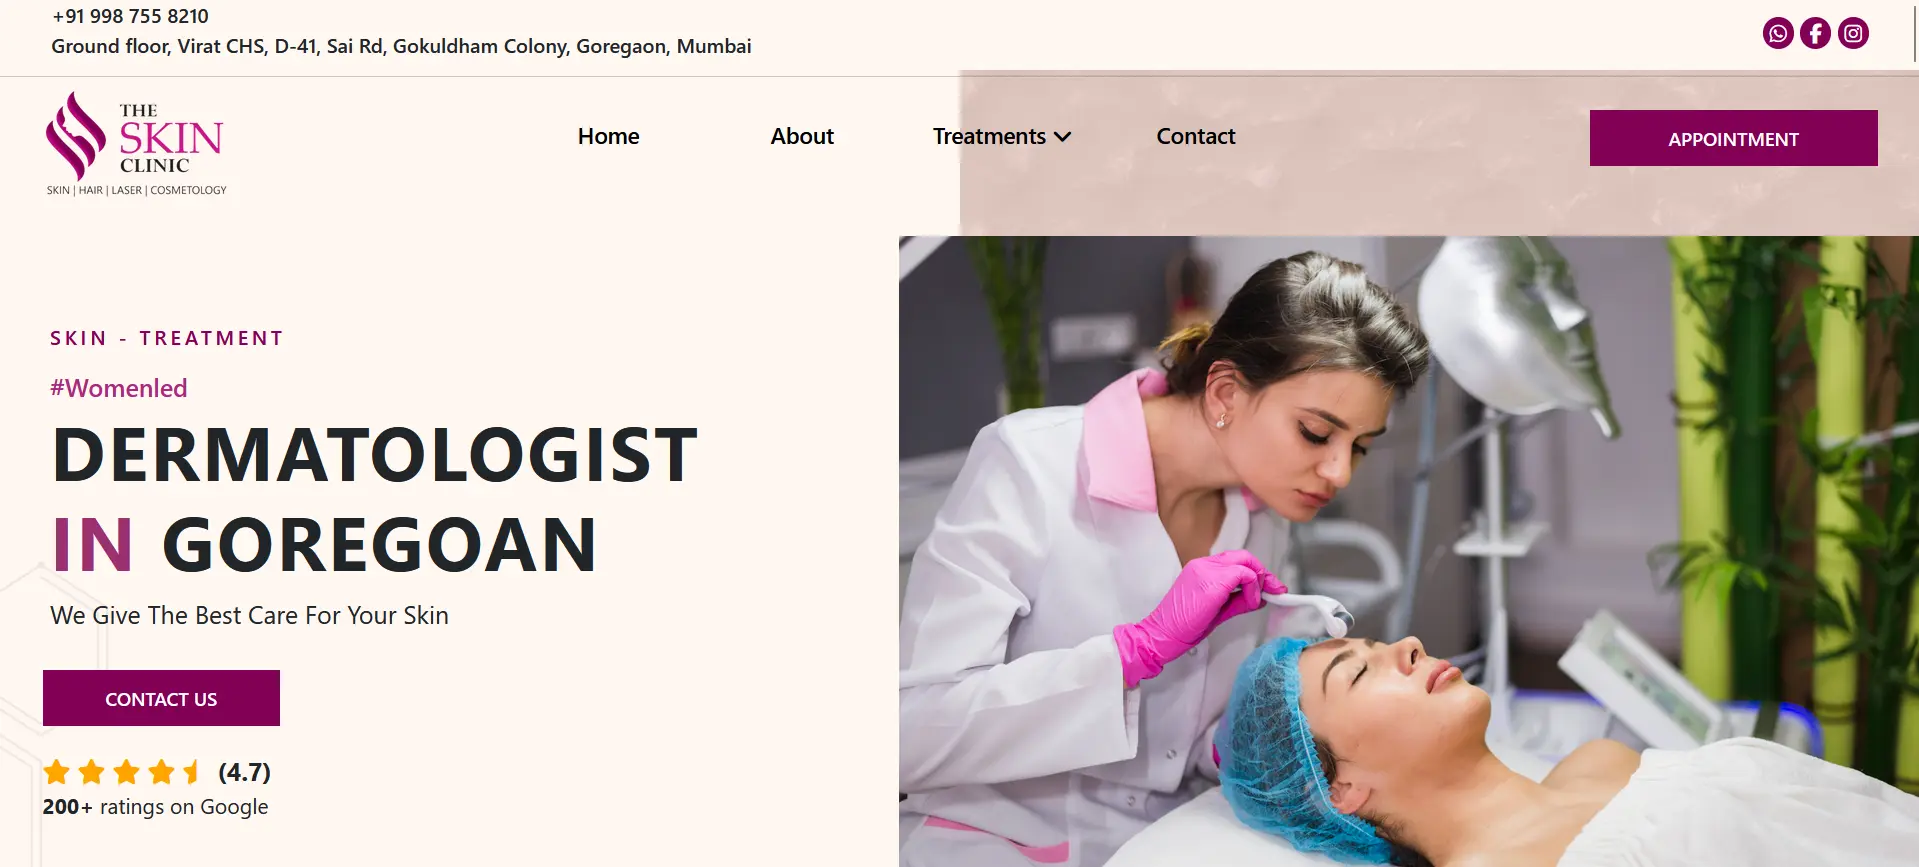 +91 998 755 8210
Ground floor, Virat CHS, D-41, Sai Rd, Gokuldham Colony, Goregaon, Mumbai
THE
SKIN
CLINIC
SKIN | HAIR | LASER | COSMETOLOGY
Home About Treatments Contact
APPOINTMENT
SKIN - TREATMENT
#Womenled
DERMATOLOGIST
IN GOREGOAN
We Give The Best Care For Your Skin
CONTACT US
(4.7)
200+ ratings on Google